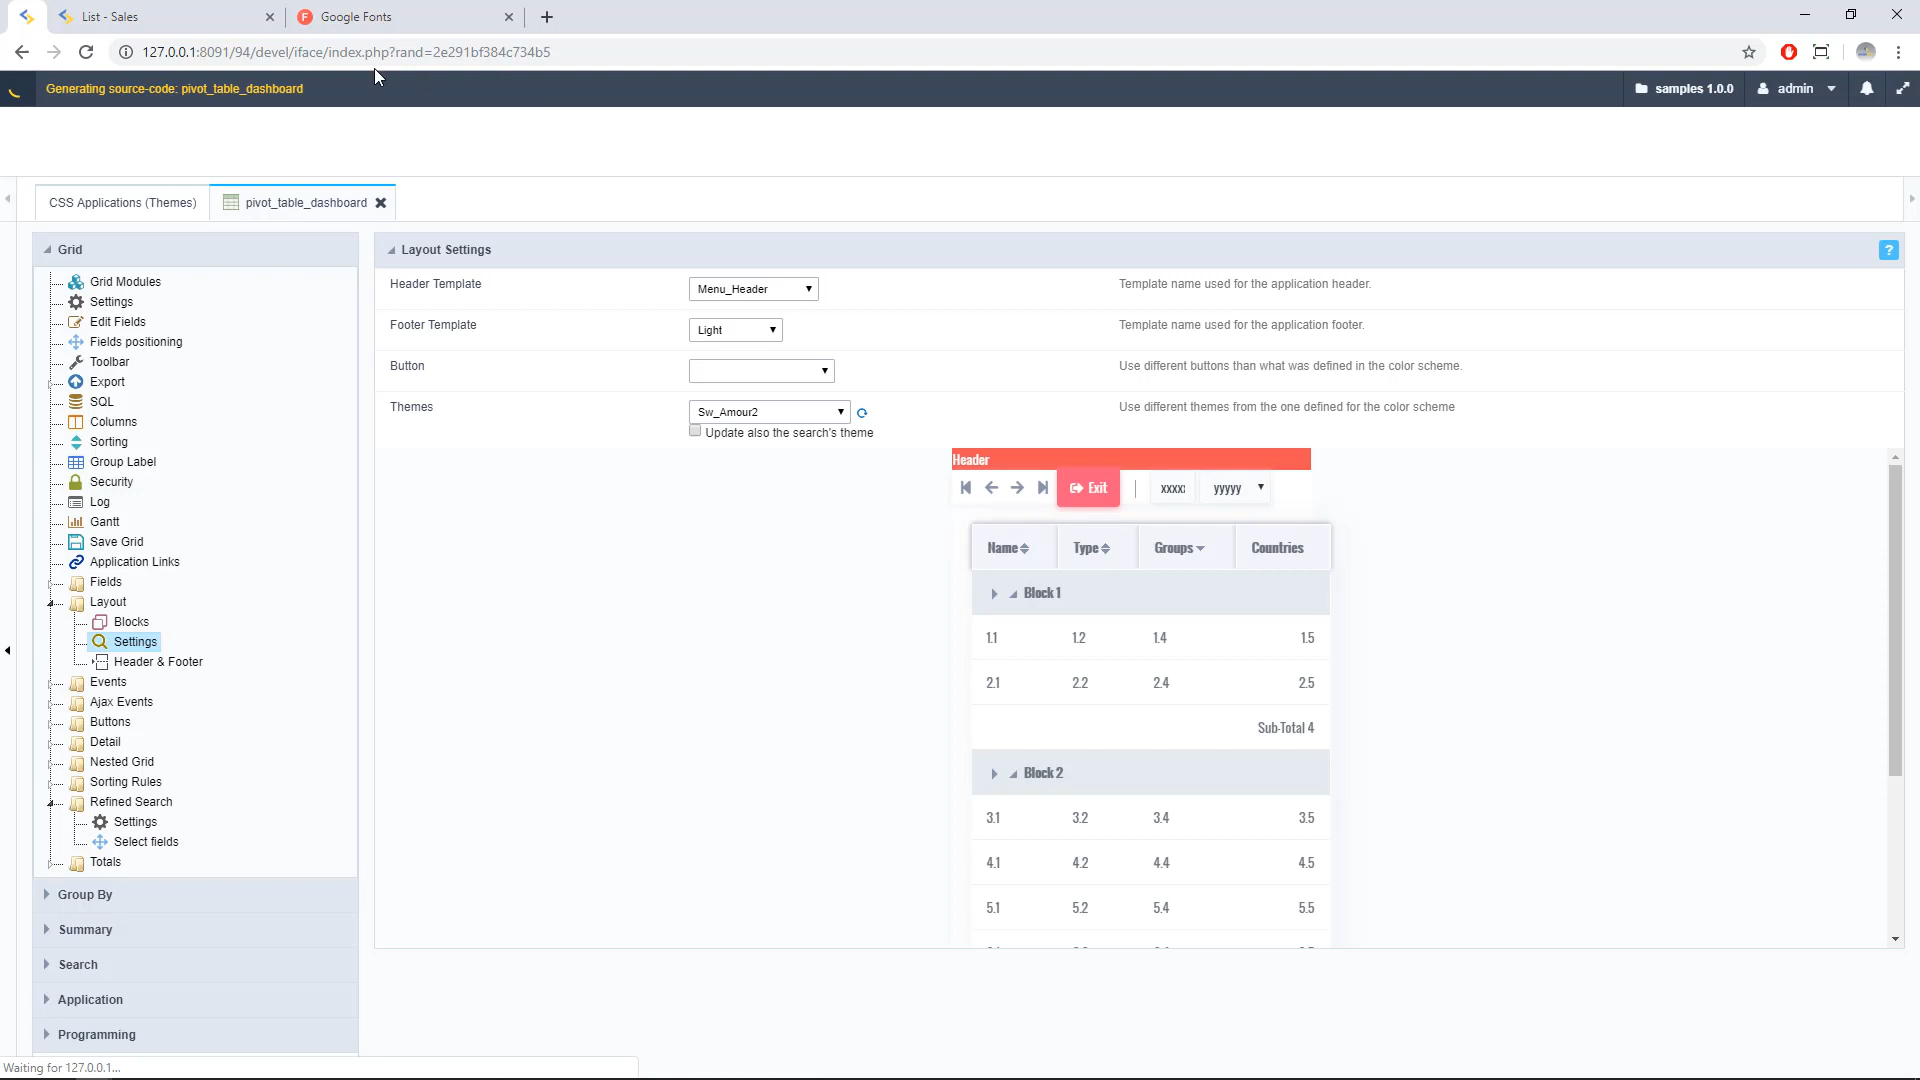 List - Sales
Google Fonts
127.0.0.1:8091/94/devel/iface/index.php?rand=2e291bf384c734b5
Generating source-code: pivot_table_dashboard
samples 1.0.0
admin
CSS Applications (Themes)
pivot_table_dashboard
Grid
Grid Modules
Settings
Edit Fields
Fields positioning
Toolbar
Export
SQL
Columns
Sorting
Group Label
Security
Log
Gantt
Save Grid
Application Links
Fields
Layout
Blocks
Settings
Header & Footer
Events
Ajax Events
Buttons
Detail
Nested Grid
Sorting Rules
Refined Search
Settings
Select fields
Totals
Group By
Summary
Search
Application
Programming
Layout Settings
?
Header Template
Menu_Header
Template name used for the application header.
Footer Template
Light
Template name used for the application footer.
Button
Use different buttons than what was defined in the color scheme.
Themes
Sw_Amour2
Use different themes from the one defined for the color scheme
Update also the search's theme
Header
Exit
yyyyy
Name Type Groups Countries
Block 1
1.1 1.2 1.4 1.5
2.1 2.2 2.4 2.5
Sub-Total 4
Block 2
3.1 3.2 3.4 3.5
4.1 4.2 4.4 4.5
5.1 5.2 5.4 5.5
Waiting for 127.0.0.1...